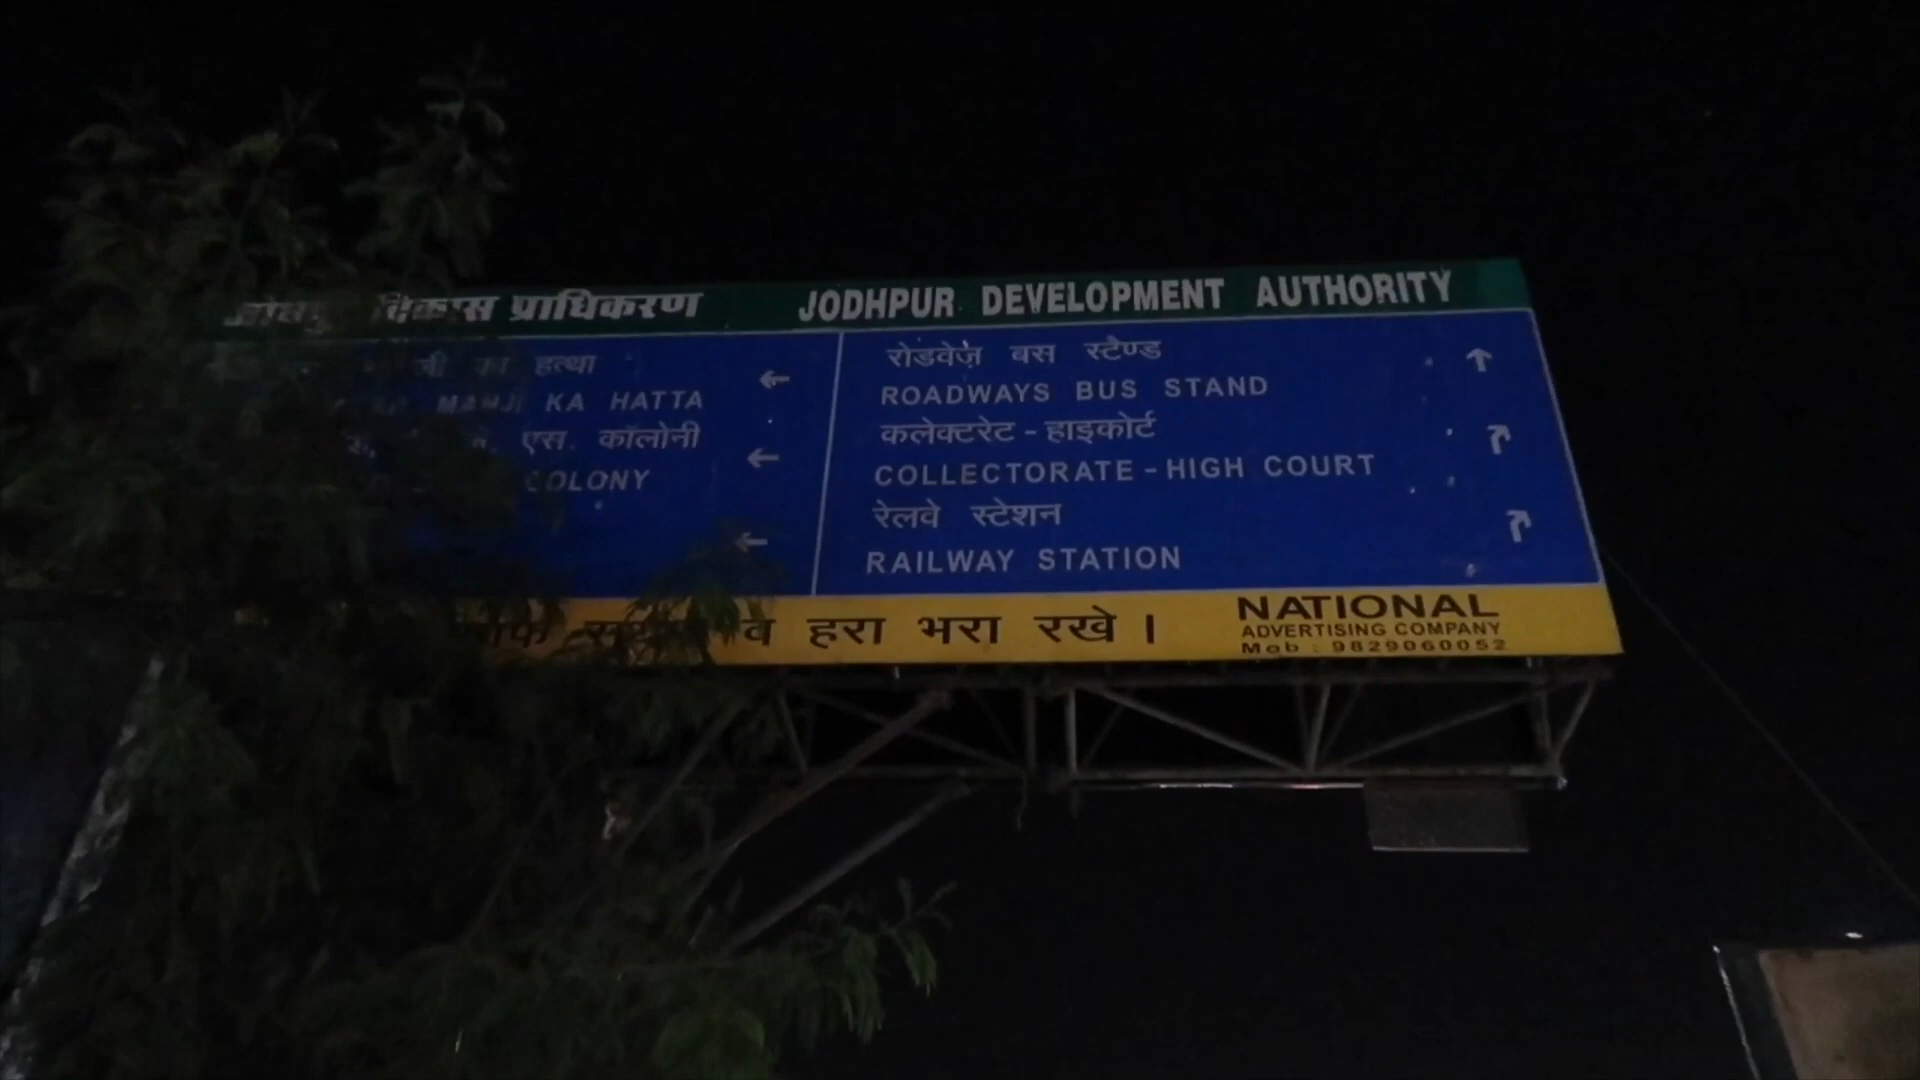 विकास प्राधिकरण JODHPUR DEVELOPMENT AUTHORITY
का हत्था
MANJI KA HATTA
एस. कॉलोनी
COLONY
रोडवेज़ बस स्टैण्ड
ROADWAYS BUS STAND
कलेक्टरेट - हाइकोर्ट
COLLECTORATE - HIGH COURT
रेलवे स्टेशन
RAILWAY STATION
व हरा भरा रखे ।
NATIONAL
ADVERTISING COMPANY
Mob : 9829060052